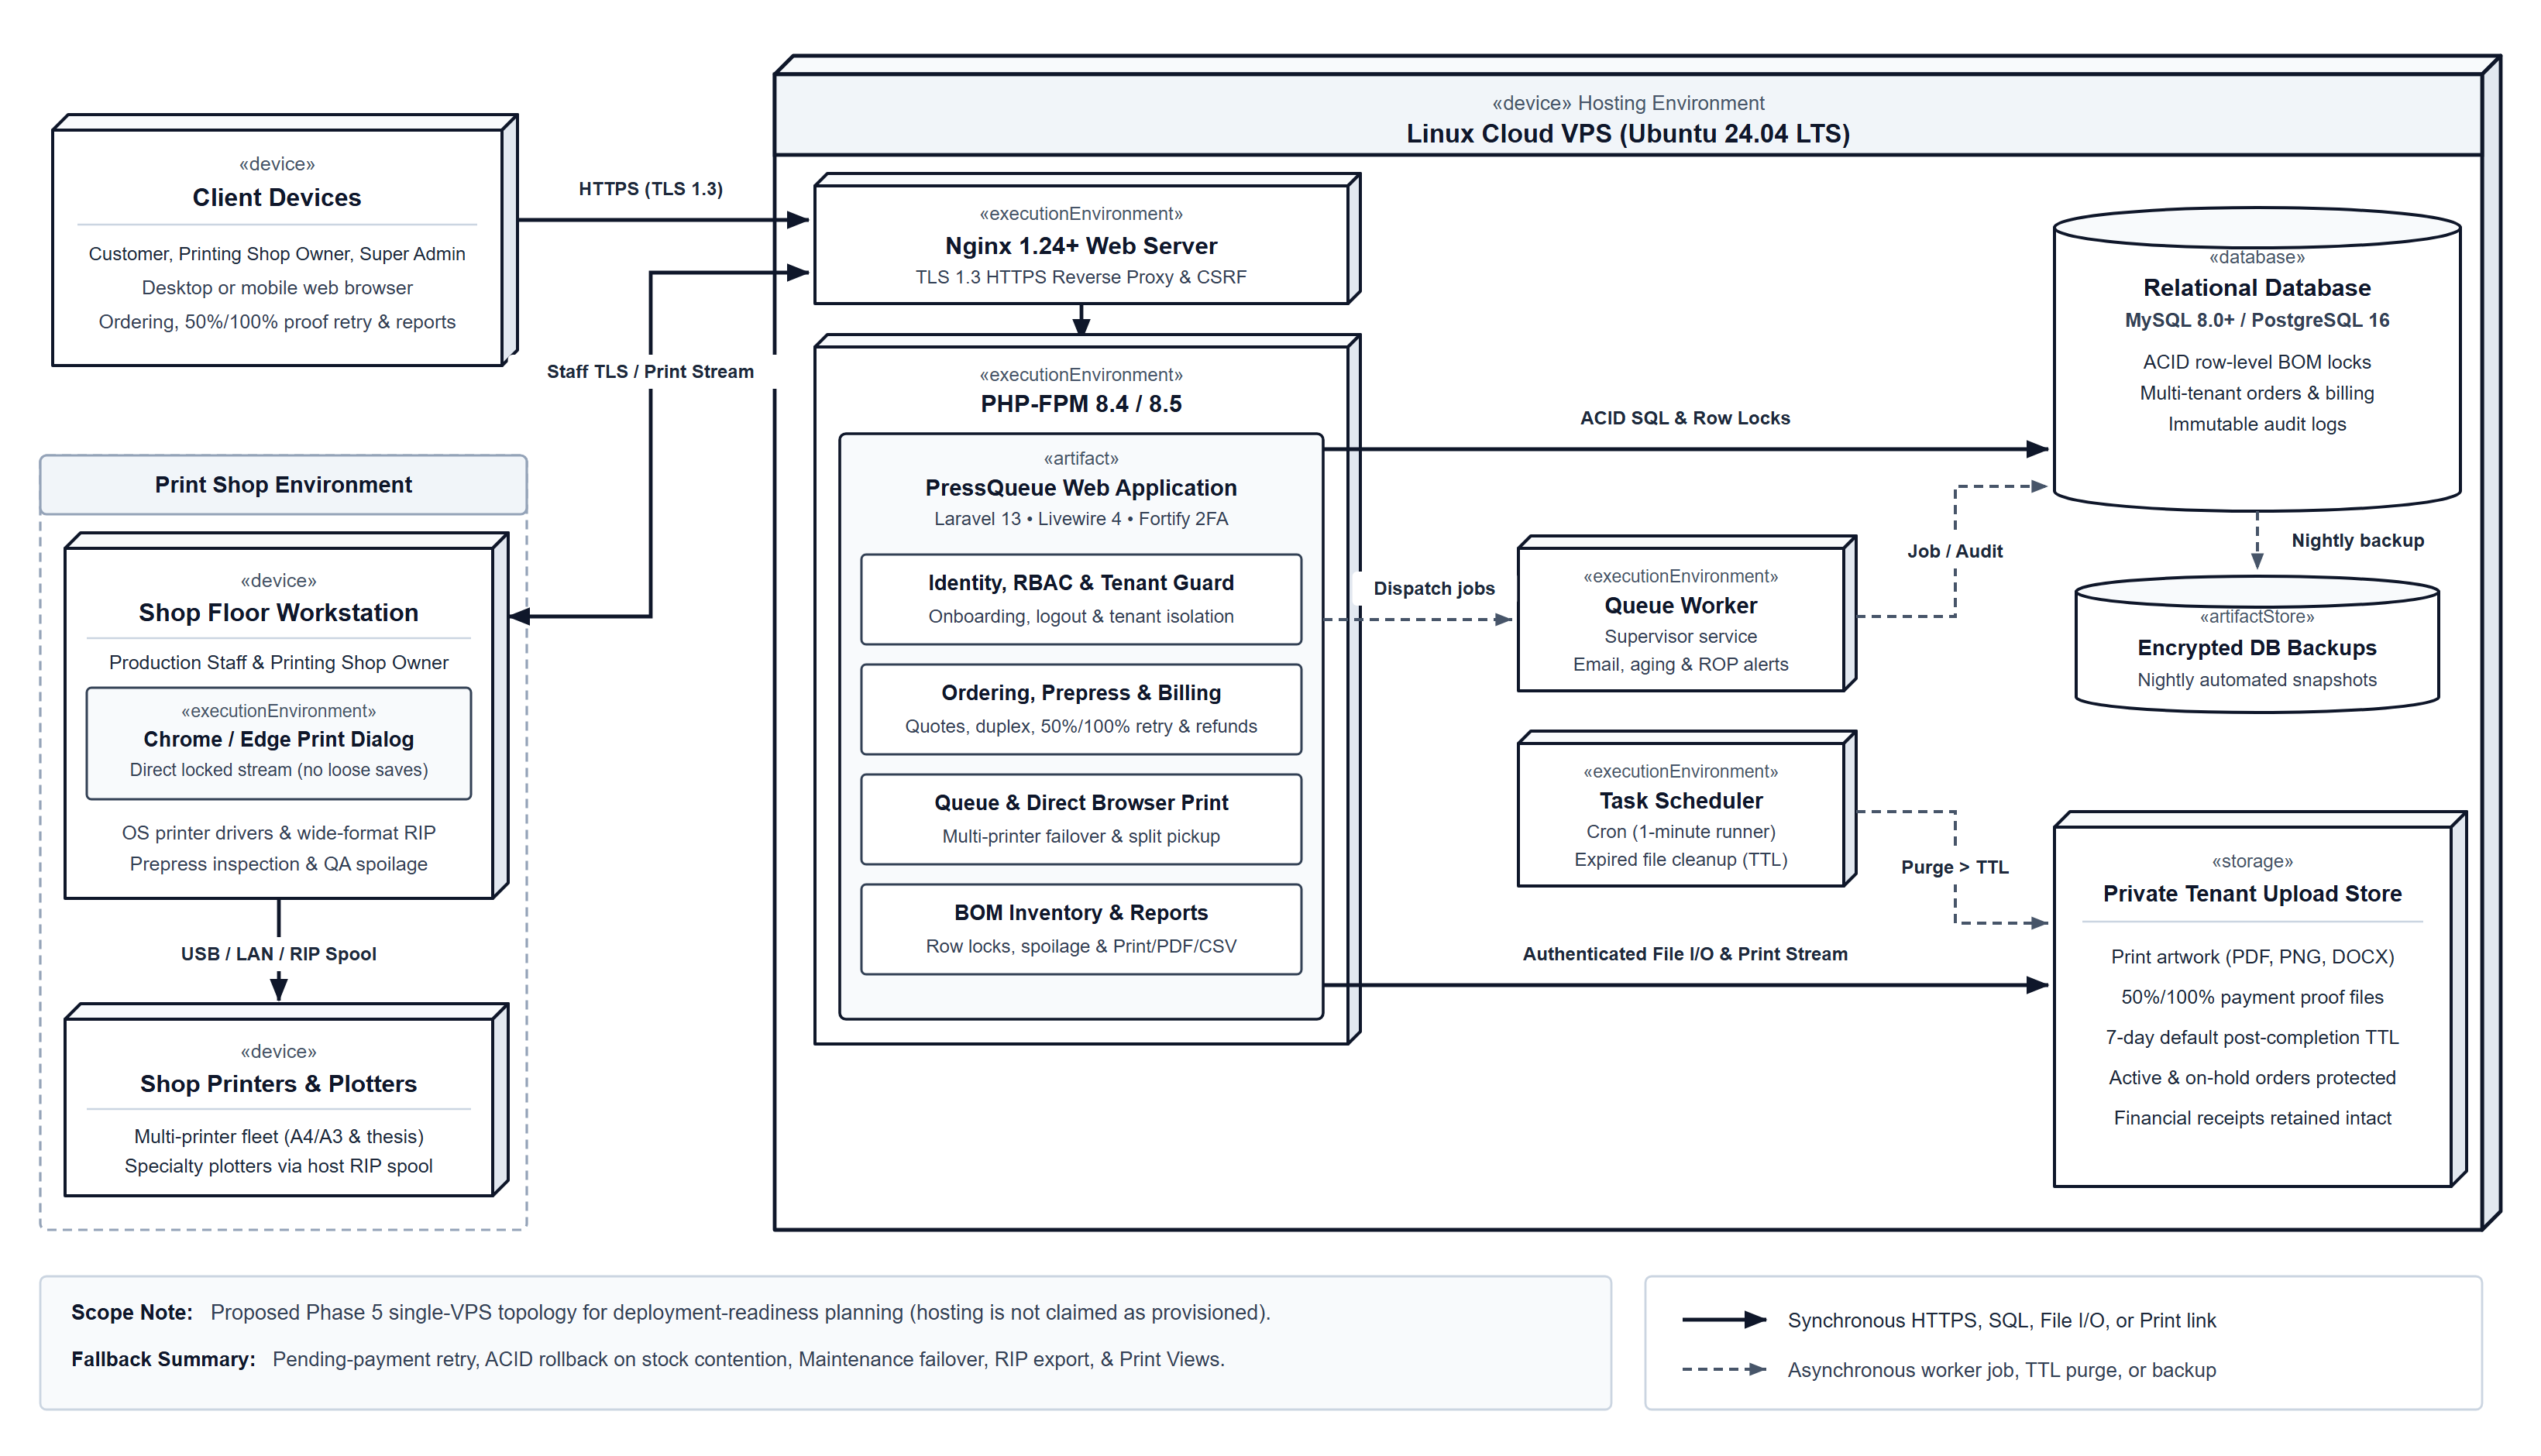 «device» Hosting Environment
Linux Cloud VPS (Ubuntu 24.04 LTS)
«device»
Client Devices
Customer, Printing Shop Owner, Super Admin
Desktop or mobile web browser
Ordering, 50%/100% proof retry & reports
HTTPS (TLS 1.3)
Staff TLS / Print Stream
«executionEnvironment»
Nginx 1.24+ Web Server
TLS 1.3 HTTPS Reverse Proxy & CSRF
«executionEnvironment»
PHP-FPM 8.4 / 8.5
«artifact»
PressQueue Web Application
Laravel 13 • Livewire 4 • Fortify 2FA
Identity, RBAC & Tenant Guard
Onboarding, logout & tenant isolation
Ordering, Prepress & Billing
Quotes, duplex, 50%/100% retry & refunds
Queue & Direct Browser Print
Multi-printer failover & split pickup
BOM Inventory & Reports
Row locks, spoilage & Print/PDF/CSV
Print Shop Environment
«device»
Shop Floor Workstation
Production Staff & Printing Shop Owner
«executionEnvironment»
Chrome / Edge Print Dialog
Direct locked stream (no loose saves)
OS printer drivers & wide-format RIP
Prepress inspection & QA spoilage
USB / LAN / RIP Spool
«device»
Shop Printers & Plotters
Multi-printer fleet (A4/A3 & thesis)
Specialty plotters via host RIP spool
ACID SQL & Row Locks
Dispatch jobs
«executionEnvironment»
Queue Worker
Supervisor service
Email, aging & ROP alerts
Job / Audit
«executionEnvironment»
Task Scheduler
Cron (1-minute runner)
Expired file cleanup (TTL)
Purge > TTL
Authenticated File I/O & Print Stream
«database»
Relational Database
MySQL 8.0+ / PostgreSQL 16
ACID row-level BOM locks
Multi-tenant orders & billing
Immutable audit logs
Nightly backup
«artifactStore»
Encrypted DB Backups
Nightly automated snapshots
«storage»
Private Tenant Upload Store
Print artwork (PDF, PNG, DOCX)
50%/100% payment proof files
7-day default post-completion TTL
Active & on-hold orders protected
Financial receipts retained intact
Scope Note: Proposed Phase 5 single-VPS topology for deployment-readiness planning (hosting is not claimed as provisioned).
Fallback Summary: Pending-payment retry, ACID rollback on stock contention, Maintenance failover, RIP export, & Print Views.
Synchronous HTTPS, SQL, File I/O, or Print link
Asynchronous worker job, TTL purge, or backup